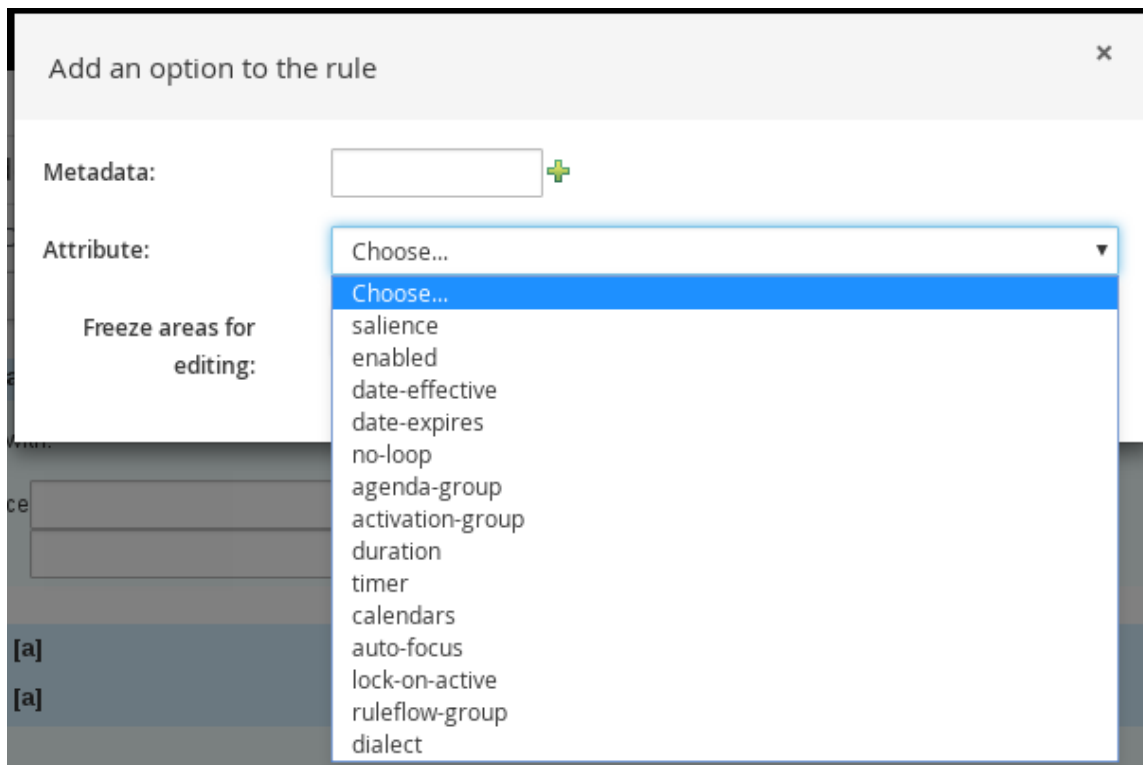 Add an option to the rule
×
Metadata:
Attribute:
Choose...
Choose...
salience
enabled
date-effective
date-expires
no-loop
agenda-group
activation-group
duration
timer
calendars
auto-focus
lock-on-active
ruleflow-group
dialect
Freeze areas for
editing:
ce
[a]
[a]